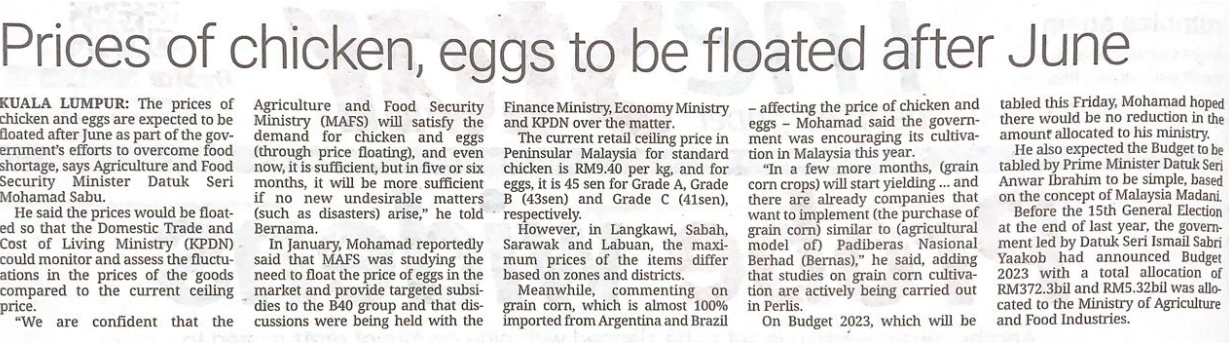 Prices of chicken, eggs to be floated after June
KUALA LUMPUR: The prices of
chicken and eggs are expected to be
floated after June as part of the gov-
ernment's efforts to overcome food
shortage, says Agriculture and Food
Security Minister Datuk Seri
Mohamad Sabu.
He said the prices would be float-
ed so that the Domestic Trade and
Cost of Living Ministry (KPDN)
could monitor and assess the fluctu-
ations in the prices of the goods
compared to the current ceiling
price.
"We are confident that the
Agriculture and Food Security
Ministry (MAFS) will satisfy the
demand for chicken and eggs
(through price floating), and even
now, it is sufficient, but in five or six
months, it will be more sufficient
if no new undesirable matters
(such as disasters) arise," he told
Bernama.
In January, Mohamad reportedly
said that MAFS was studying the
need to float the price of eggs in the
market and provide targeted subsi-
dies to the B40 group and that dis-
cussions were being held with the
Finance Ministry, Economy Ministry
and KPDN over the matter.
The current retail ceiling price in
Peninsular Malaysia for standard
chicken is RM9.40 per kg, and for
eggs, it is 45 sen for Grade A, Grade
B (43sen) and Grade C (41sen),
respectively.
However, in Langkawi, Sabah,
Sarawak and Labuan, the maxi-
mum prices of the items differ
based on zones and districts.
Meanwhile, commenting on
grain corn, which is almost 100%
imported from Argentina and Brazil
– affecting the price of chicken and
eggs – Mohamad said the govern-
ment was encouraging its cultiva-
tion in Malaysia this year.
"In a few more months, (grain
corn crops) will start yielding ... and
there are already companies that
want to implement (the purchase of
grain corn) similar to (agricultural
model of) Padiberas Nasional
Berhad (Bernas)," he said, adding
that studies on grain corn cultiva-
tion are actively being carried out
in Perlis.
On Budget 2023, which will be
tabled this Friday, Mohamad hoped
there would be no reduction in the
amount allocated to his ministry.
He also expected the Budget to be
tabled by Prime Minister Datuk Seri
Anwar Ibrahim to be simple, based
on the concept of Malaysia Madani.
Before the 15th General Election
at the end of last year, the govern-
ment led by Datuk Seri Ismail Sabri
Yaakob had announced Budget
2023 with a total allocation of
RM372.3bil and RM5.32bil was allo-
cated to the Ministry of Agriculture
and Food Industries.